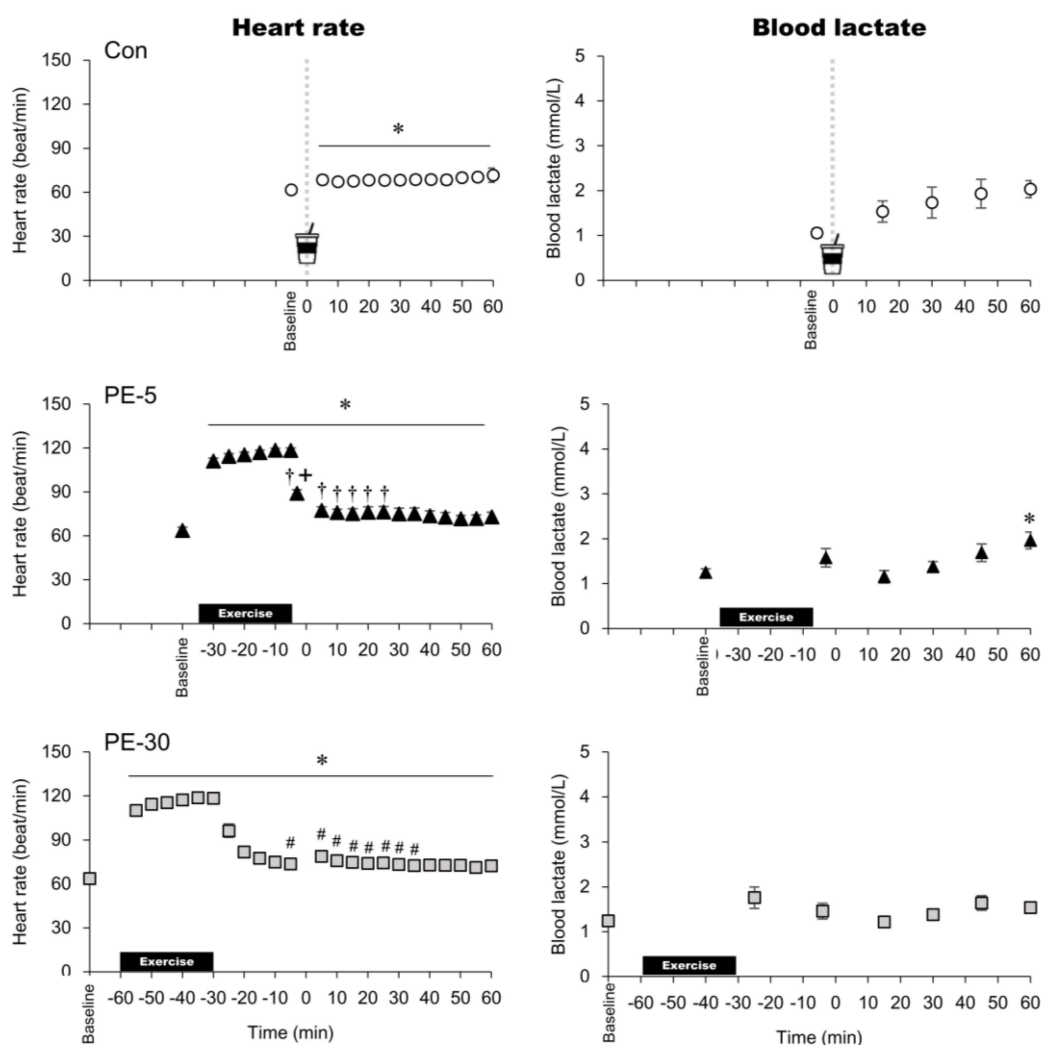 Heart rate
Blood lactate
Con
Heart rate (beat/min)
150
120
90
60
30
0
*
Baseline
0 10 20 30 40 50 60
Blood lactate (mmol/L)
5
4
3
2
1
0
Baseline
0 10 20 30 40 50 60
PE-5
Heart rate (beat/min)
150
120
90
60
30
0
*
† +
† † † † †
Exercise
Baseline
-30 -20 -10 0 10 20 30 40 50 60
Blood lactate (mmol/L)
5
4
3
2
1
0
*
Exercise
Baseline
-30 -20 -10 0 10 20 30 40 50 60
PE-30
Heart rate (beat/min)
150
120
90
60
30
0
*
# # # # # # # #
Exercise
Baseline
-60 -50 -40 -30 -20 -10 0 10 20 30 40 50 60
Time (min)
Blood lactate (mmol/L)
5
4
3
2
1
0
Exercise
Baseline
-60 -50 -40 -30 -20 -10 0 10 20 30 40 50 60
Time (min)